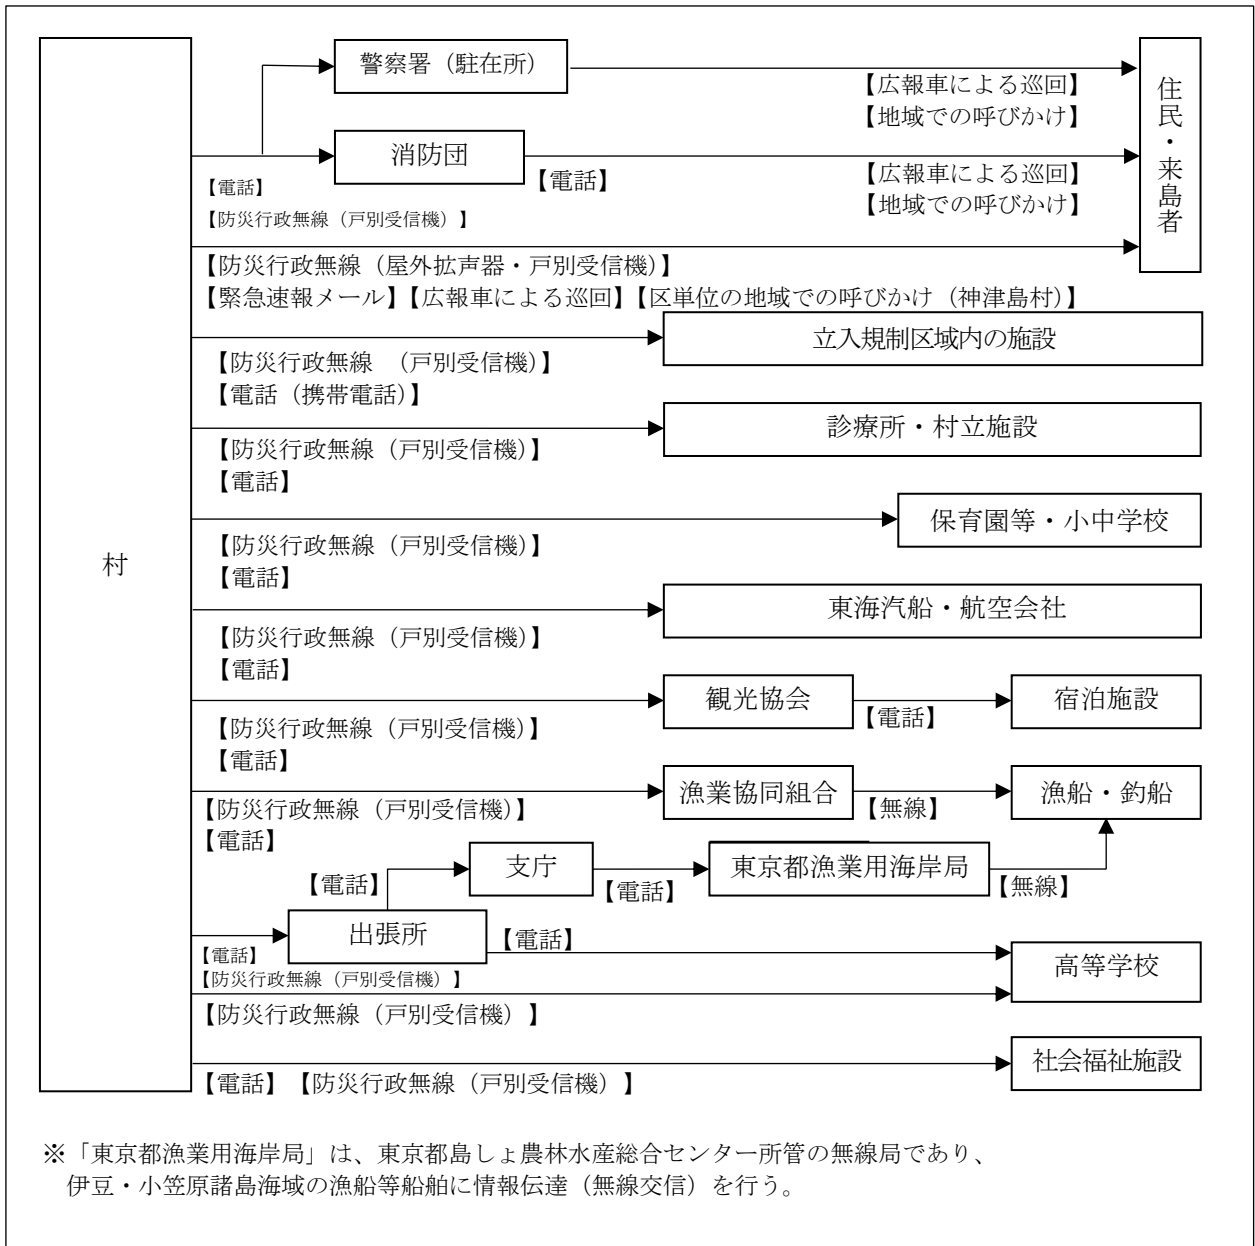 警察署（駐在所）
【広報車による巡回】
【地域での呼びかけ】
住民・来島者
消防団
【電話】
【広報車による巡回】
【地域での呼びかけ】
【電話】
【防災行政無線（戸別受信機）】
【防災行政無線（屋外拡声器・戸別受信機）】
【緊急速報メール】【広報車による巡回】【区単位の地域での呼びかけ（神津島村）】
立入規制区域内の施設
【防災行政無線　（戸別受信機）】
【電話（携帯電話）】
診療所・村立施設
【防災行政無線（戸別受信機）】
【電話】
保育園等・小中学校
【防災行政無線（戸別受信機）】
【電話】
村
東海汽船・航空会社
【防災行政無線（戸別受信機）】
【電話】
観光協会
【電話】
宿泊施設
【防災行政無線（戸別受信機）】
【電話】
漁業協同組合
【無線】
漁船・釣船
【防災行政無線（戸別受信機）】
【電話】
【電話】
支庁
【電話】
東京都漁業用海岸局
【無線】
出張所
【電話】
【電話】
【防災行政無線（戸別受信機）】
高等学校
【防災行政無線（戸別受信機）】
社会福祉施設
【電話】【防災行政無線（戸別受信機）】
※「東京都漁業用海岸局」は、東京都島しょ農林水産総合センター所管の無線局であり、
伊豆・小笠原諸島海域の漁船等船舶に情報伝達（無線交信）を行う。